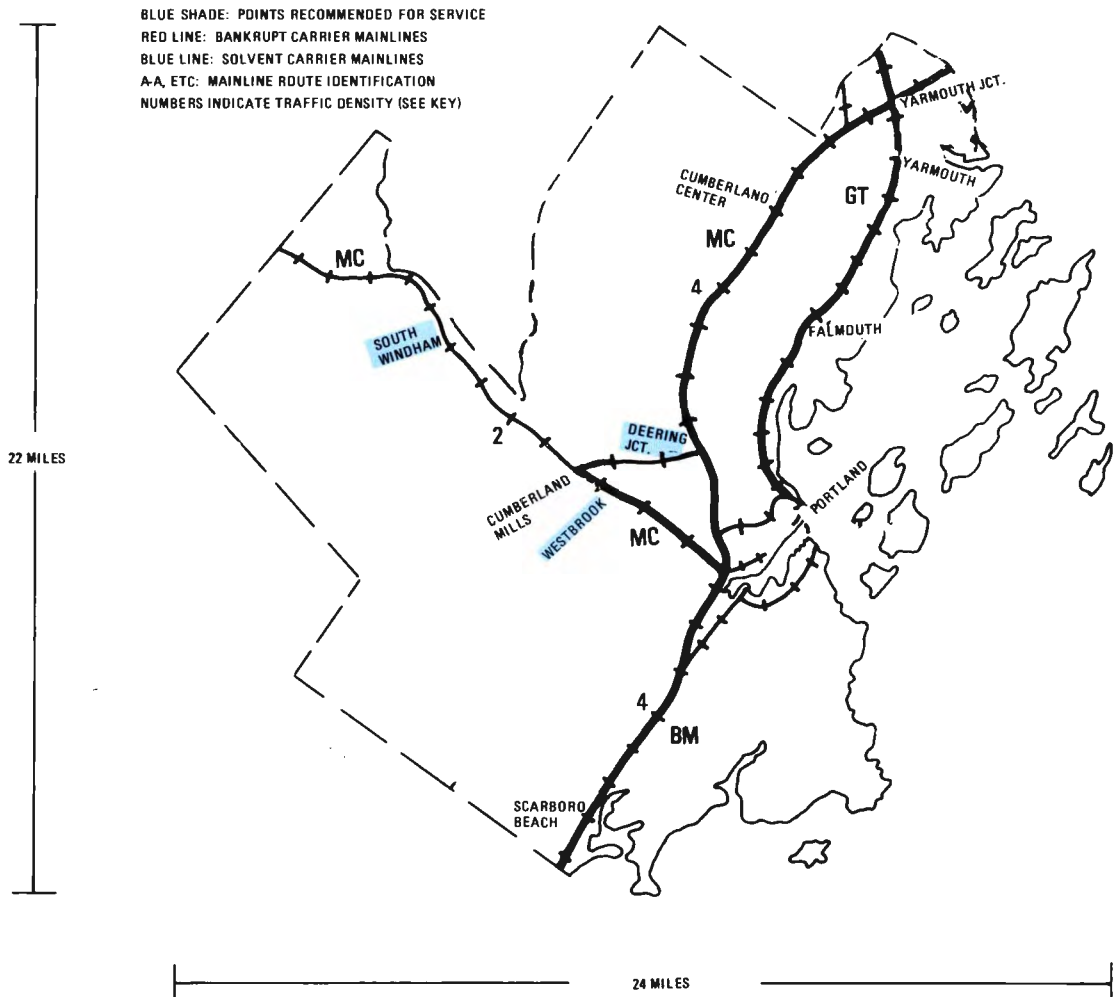 BLUE SHADE: POINTS RECOMMENDED FOR SERVICE
RED LINE: BANKRUPT CARRIER MAINLINES
BLUE LINE: SOLVENT CARRIER MAINLINES
A-A, ETC: MAINLINE ROUTE IDENTIFICATION
NUMBERS INDICATE TRAFFIC DENSITY (SEE KEY)
YARMOUTH JCT.
YARMOUTH
CUMBERLAND
CENTER
GT
MC
MC
4
SOUTH
WINDHAM
FALMOUTH
2
DEERING
JCT.
22 MILES
CUMBERLAND
MILLS
WESTBROOK
PORTLAND
MC
4
BM
SCARBORO
BEACH
24 MILES